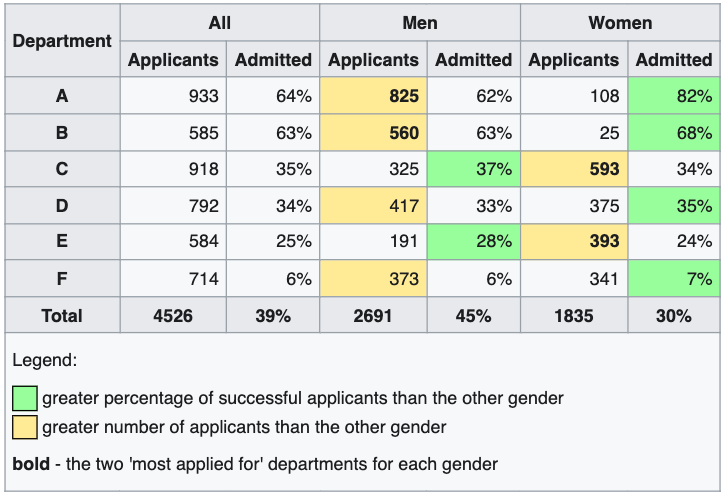 Department All Men Women
Applicants Admitted Applicants Admitted Applicants Admitted
A 933 64% 825 62% 108 82%
B 585 63% 560 63% 25 68%
C 918 35% 325 37% 593 34%
D 792 34% 417 33% 375 35%
E 584 25% 191 28% 393 24%
F 714 6% 373 6% 341 7%
Total 4526 39% 2691 45% 1835 30%
Legend:
greater percentage of successful applicants than the other gender
greater number of applicants than the other gender
bold - the two 'most applied for' departments for each gender